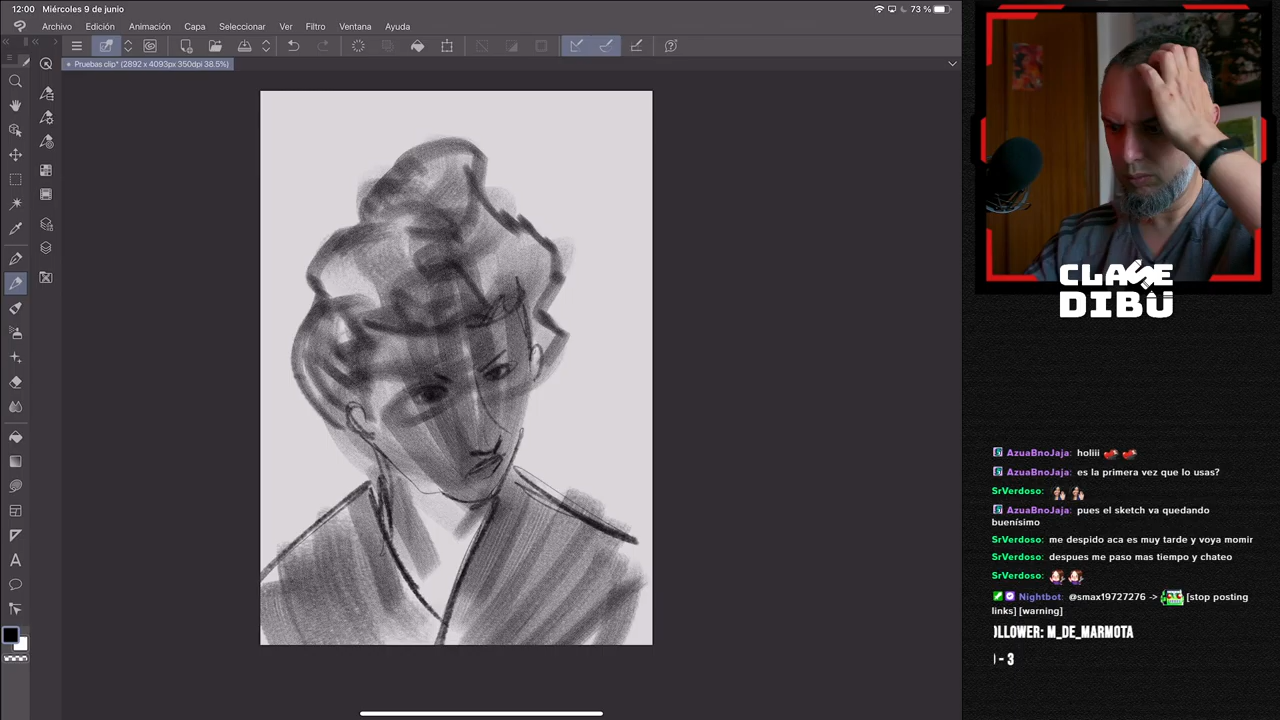 12:00 Miércoles 9 de junio
73 %
Archivo Edición Animación Capa Seleccionar Ver Filtro Ventana Ayuda
Pruebas clip* (2892 x 4093px 350dpi 38.5%)
CLASE
DIBU
AzuaBnoJaja: holiii
AzuaBnoJaja: es la primera vez que lo usas?
SrVerdoso:
AzuaBnoJaja: pues el sketch va quedando
buenísimo
SrVerdoso: me despido aca es muy tarde y voya momir
SrVerdoso: despues me paso mas tiempo y chateo
SrVerdoso:
Nightbot: @smax19727276 -> [stop posting
links] [warning]
OLLOWER: M_DE_MARMOTA
- 3